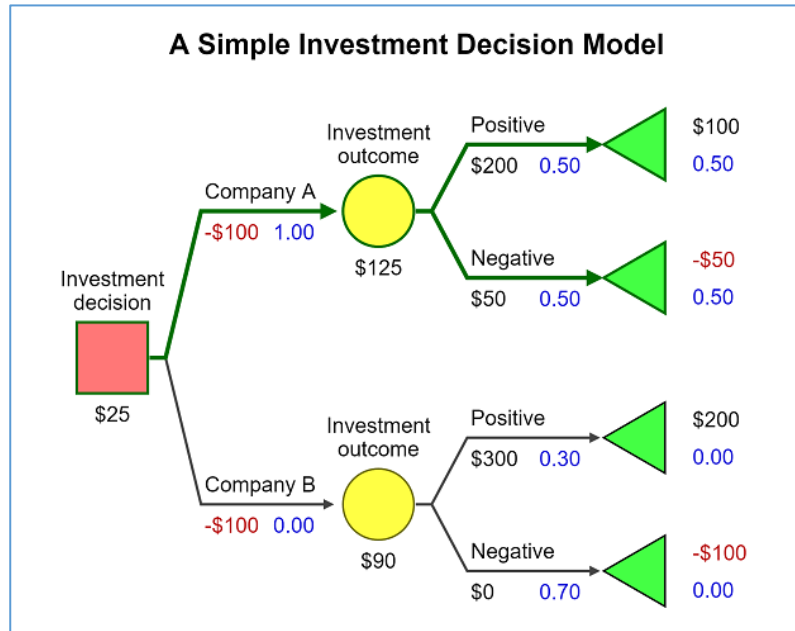 A Simple Investment Decision Model
Investment
decision
$25
Company A
-$100 1.00
Investment
outcome
$125
Positive
$200 0.50
$100
0.50
Negative
$50 0.50
-$50
0.50
Company B
-$100 0.00
Investment
outcome
$90
Positive
$300 0.30
$200
0.00
Negative
$0 0.70
-$100
0.00